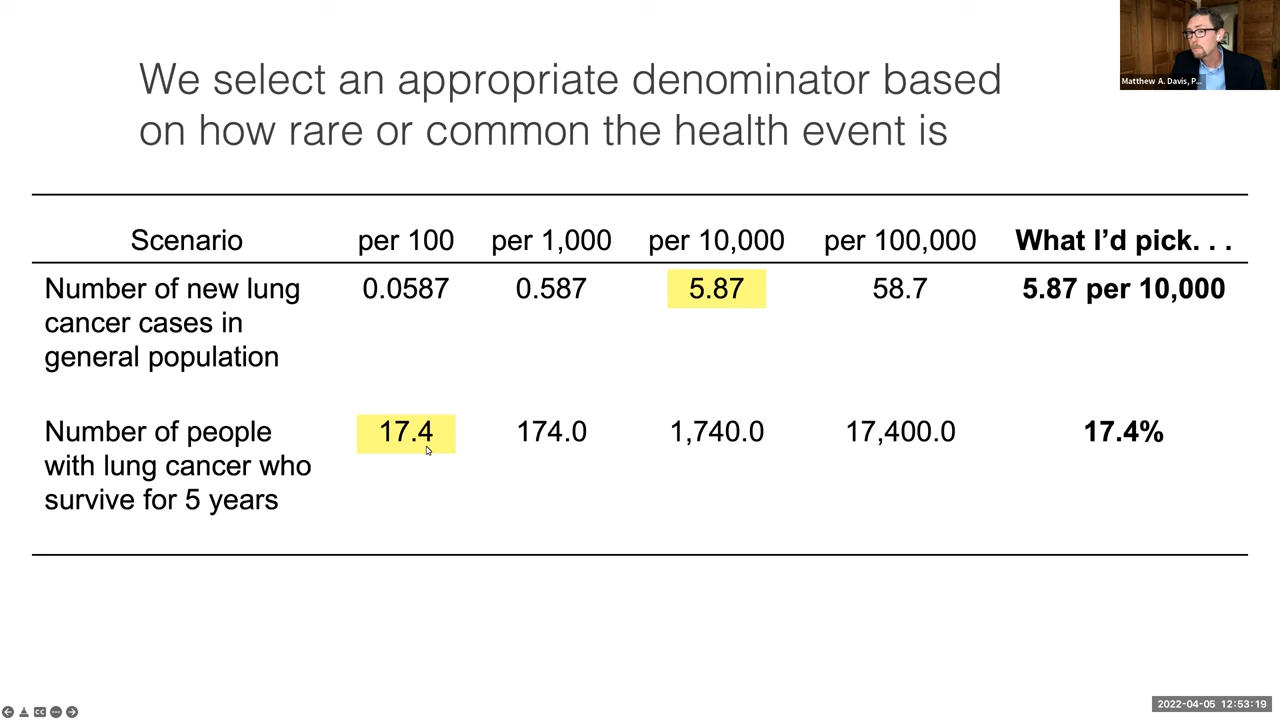 We select an appropriate denominator based
on how rare or common the health event is
Matthew A. Davis, P...
Scenario per 100 per 1,000 per 10,000 per 100,000 What I'd pick. . .
Number of new lung 0.0587 0.587 5.87 58.7 5.87 per 10,000
cancer cases in
general population
Number of people 17.4 174.0 1,740.0 17,400.0 17.4%
with lung cancer who
survive for 5 years
CC
2022-04-05 12:53:19